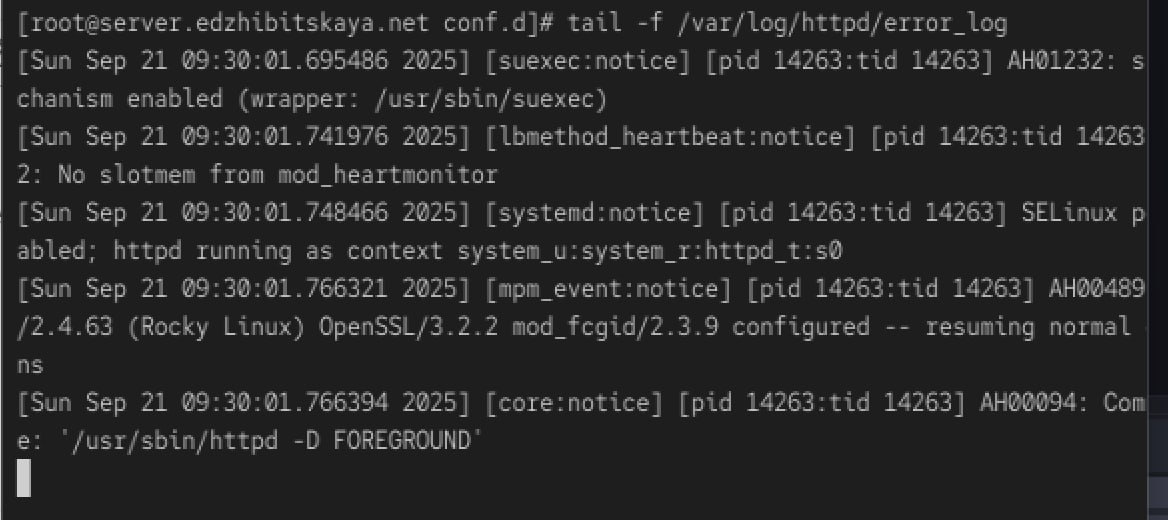 [root@server.edzhibitskaya.net conf.d]# tail -f /var/log/httpd/error_log
[Sun Sep 21 09:30:01.695486 2025] [suexec:notice] [pid 14263:tid 14263] AH01232: s
chanism enabled (wrapper: /usr/sbin/suexec)
[Sun Sep 21 09:30:01.741976 2025] [lbmethod_heartbeat:notice] [pid 14263:tid 14263
2: No slotmem from mod_heartmonitor
[Sun Sep 21 09:30:01.748466 2025] [systemd:notice] [pid 14263:tid 14263] SELinux p
abled; httpd running as context system_u:system_r:httpd_t:s0
[Sun Sep 21 09:30:01.766321 2025] [mpm_event:notice] [pid 14263:tid 14263] AH00489
/2.4.63 (Rocky Linux) OpenSSL/3.2.2 mod_fcgid/2.3.9 configured -- resuming normal
ns
[Sun Sep 21 09:30:01.766394 2025] [core:notice] [pid 14263:tid 14263] AH00094: Com
e: '/usr/sbin/httpd -D FOREGROUND'